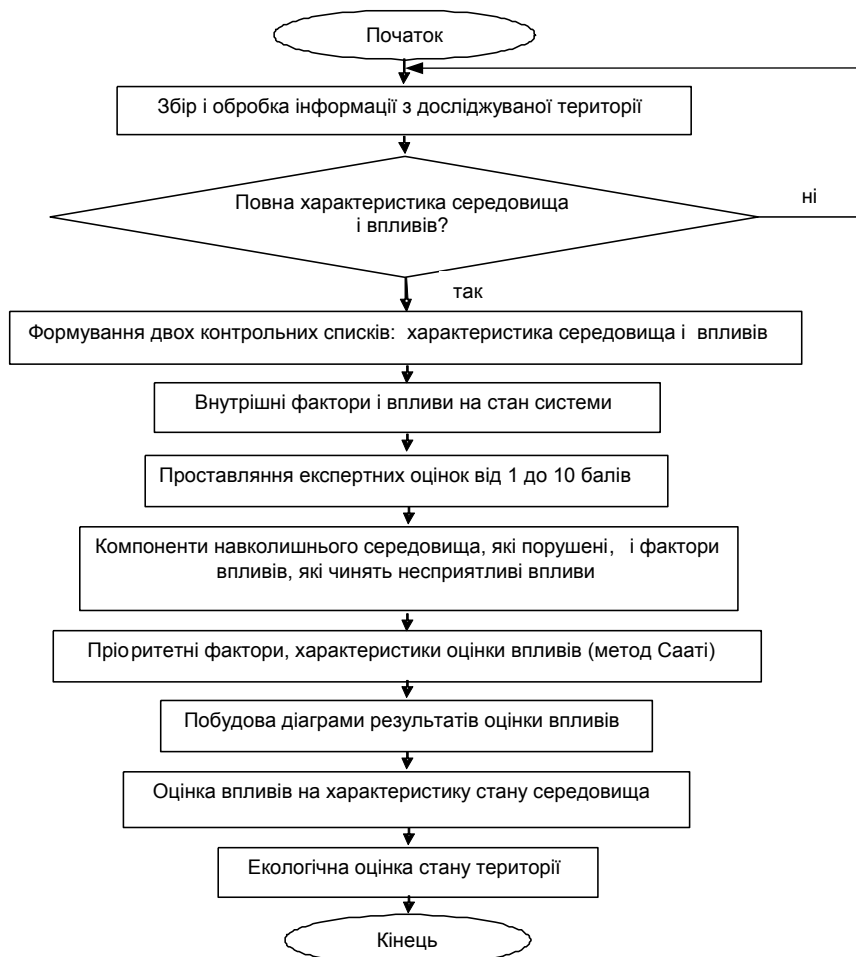 Початок
Збір і обробка інформації з досліджуваної території
Повна характеристика середовища
і впливів?
ні
так
Формування двох контрольних списків: характеристика середовища і впливів
Внутрішні фактори і впливи на стан системи
Проставляння експертних оцінок від 1 до 10 балів
Компоненти навколишнього середовища, які порушені, і фактори
впливів, які чинять несприятливі впливи
Пріоритетні фактори, характеристики оцінки впливів (метод Сааті)
Побудова діаграми результатів оцінки впливів
Оцінка впливів на характеристику стану середовища
Екологічна оцінка стану території
Кінець